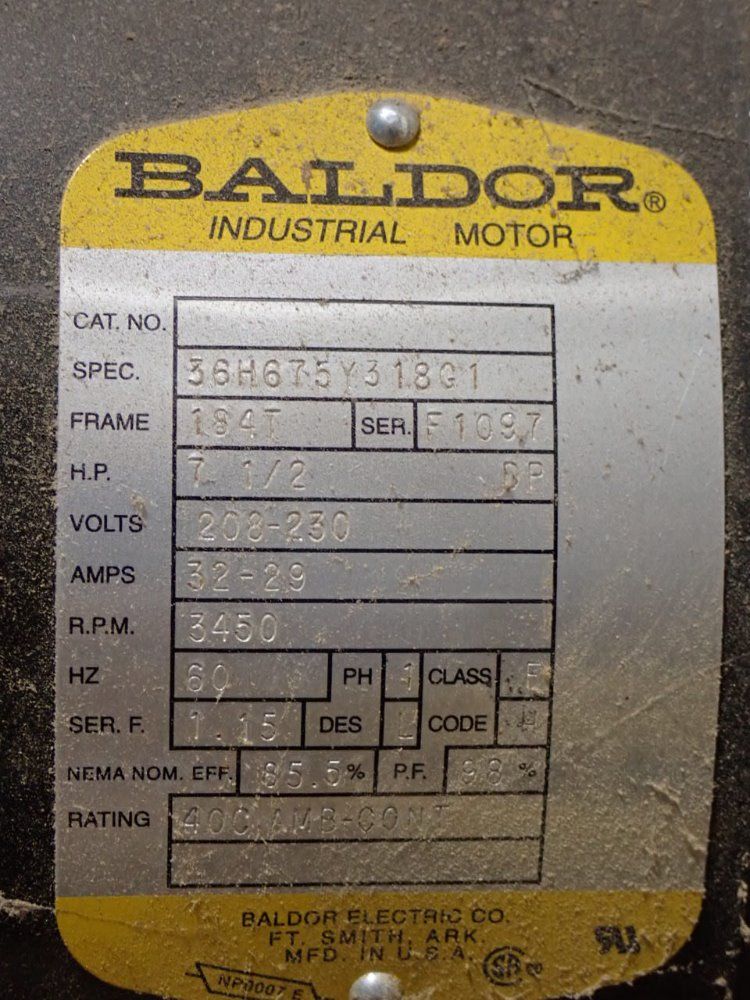 BALDOR®
INDUSTRIAL MOTOR
CAT. NO.
SPEC. 36H675Y318G1
FRAME 184T SER. F1097
H.P. 7 1/2
VOLTS 208-230
AMPS 32-29
R.P.M. 3450
HZ 60 PH 1 CLASS F
SER. F. 1.15 DES L CODE
NEMA NOM. EFF. 85.5% P.F. 98 %
RATING 40C AMB-CONT
BALDOR ELECTRIC CO.
FT. SMITH, ARK.
MFD. IN U.S.A.
NP0007 E